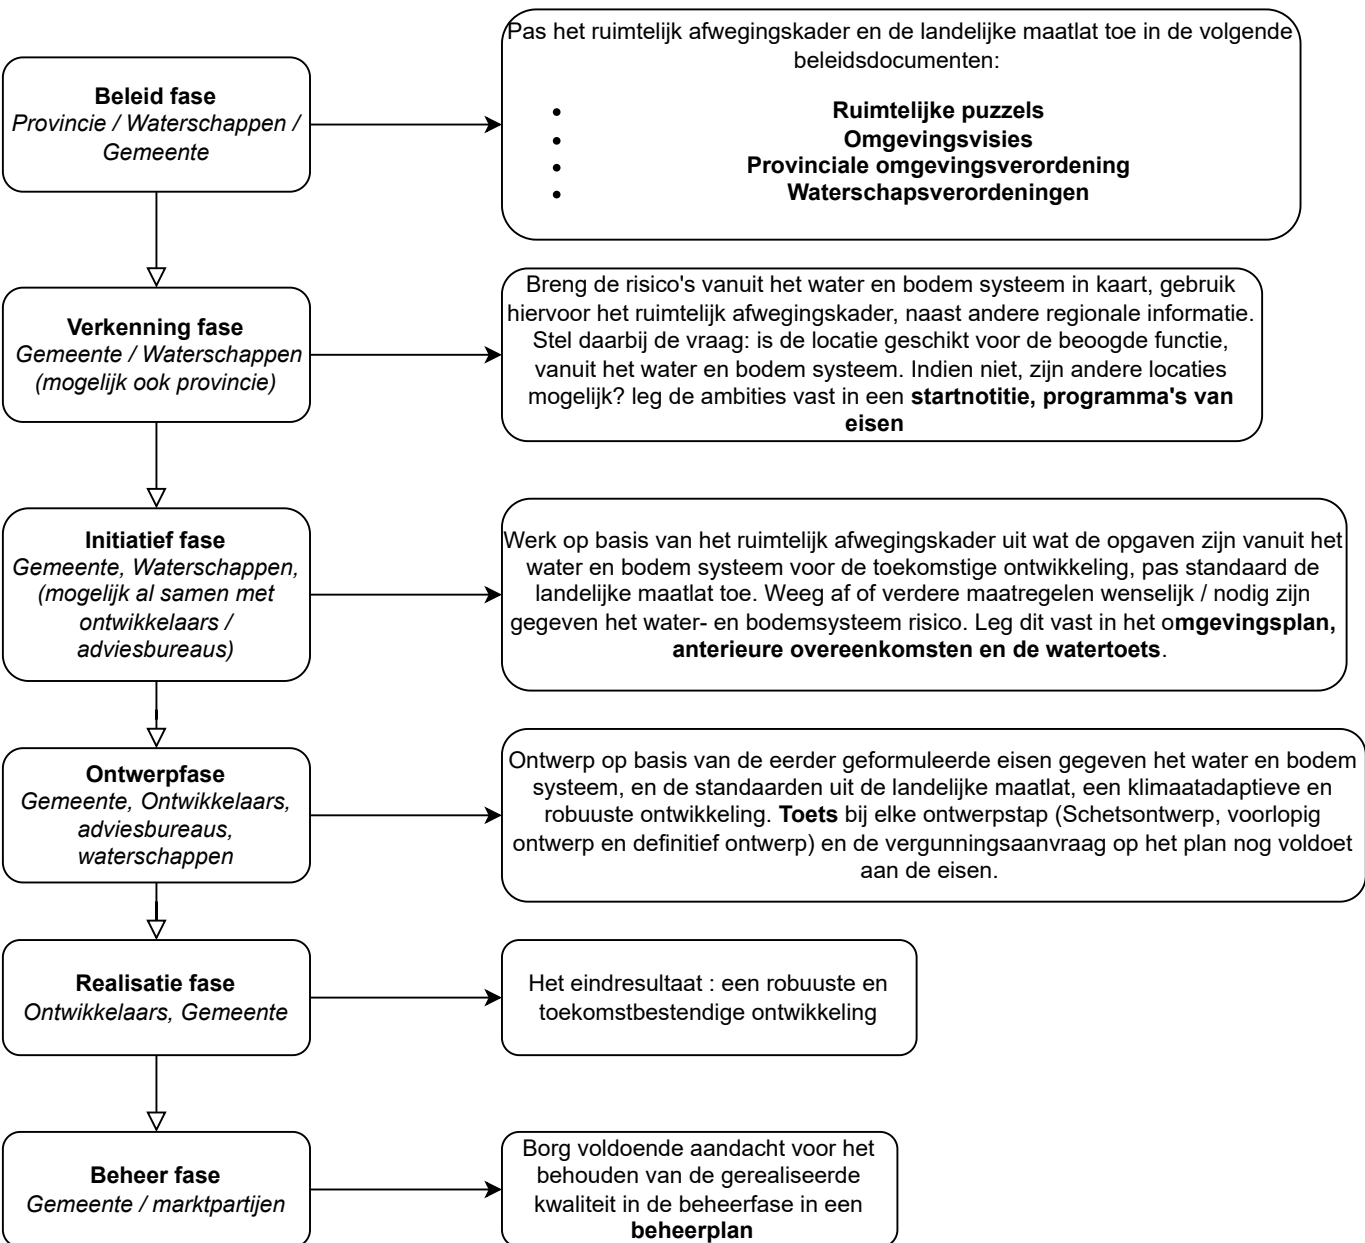 Beleid fase
Provincie / Waterschappen /
Gemeente
Pas het ruimtelijk afwegingskader en de landelijke maatlat toe in de volgende
beleidsdocumenten:
• Ruimtelijke puzzels
• Omgevingsvisies
• Provinciale omgevingsverordening
• Waterschapsverordeningen
Verkenning fase
Gemeente / Waterschappen
(mogelijk ook provincie)
Breng de risico's vanuit het water en bodem systeem in kaart, gebruik
hiervoor het ruimtelijk afwegingskader, naast andere regionale informatie.
Stel daarbij de vraag: is de locatie geschikt voor de beoogde functie,
vanuit het water en bodem systeem. Indien niet, zijn andere locaties
mogelijk? leg de ambities vast in een startnotitie, programma's van
eisen
Initiatief fase
Gemeente, Waterschappen,
(mogelijk al samen met
ontwikkelaars /
adviesbureaus)
Werk op basis van het ruimtelijk afwegingskader uit wat de opgaven zijn vanuit het
water en bodem systeem voor de toekomstige ontwikkeling, pas standaard de
landelijke maatlat toe. Weeg af of verdere maatregelen wenselijk / nodig zijn
gegeven het water- en bodemsysteem risico. Leg dit vast in het omgevingsplan,
anterieure overeenkomsten en de watertoets.
Ontwerpfase
Gemeente, Ontwikkelaars,
adviesbureaus,
waterschappen
Ontwerp op basis van de eerder geformuleerde eisen gegeven het water en bodem
systeem, en de standaarden uit de landelijke maatlat, een klimaatadaptieve en
robuuste ontwikkeling. Toets bij elke ontwerpstap (Schetsontwerp, voorlopig
ontwerp en definitief ontwerp) en de vergunningsaanvraag op het plan nog voldoet
aan de eisen.
Realisatie fase
Ontwikkelaars, Gemeente
Het eindresultaat : een robuuste en
toekomstbestendige ontwikkeling
Beheer fase
Gemeente / marktpartijen
Borg voldoende aandacht voor het
behouden van de gerealiseerde
kwaliteit in de beheerfase in een
beheerplan